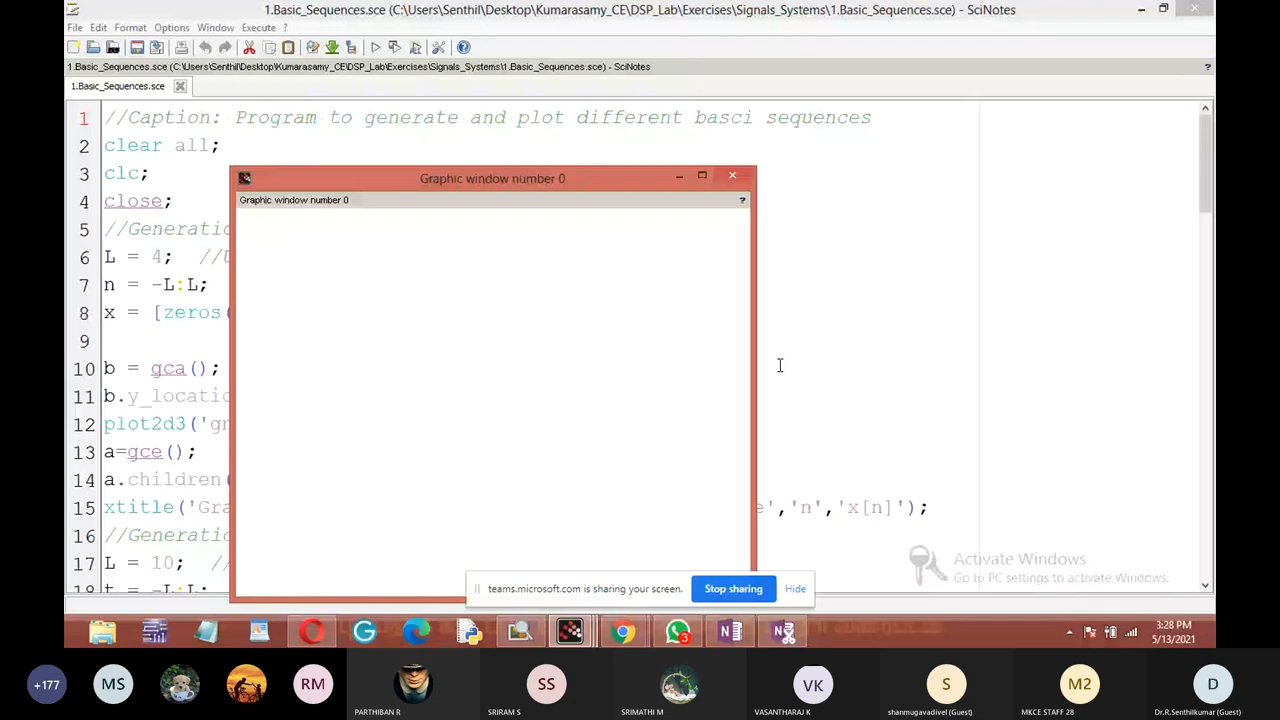 1.Basic_Sequences.sce (C:\Users\Senthil\Desktop\Kumarasamy_CE\DSP_Lab\Exercises\Signals_Systems\1.Basic_Sequences.sce) - SciNotes
File Edit Format Options Window Execute ?
1.Basic_Sequences.sce (C:\Users\Senthil\Desktop\Kumarasamy_CE\DSP_Lab\Exercises\Signals_Systems\1.Basic_Sequences.sce) - SciNotes ?
1.Basic_Sequences.sce
1 //Caption: Program to generate and plot different basci sequences
2 clear all;
3 clc;
4 close;
5 //Generatio
6 L = 4; //U
7 n = -L:L;
8 x = [zeros(
9
10 b = gca();
11 b.y_locatio
12 plot2d3('gn
13 a=gce();
14 a.children(
15 xtitle('Gra e','n','x[n]');
16 //Generatio
17 L = 10; //
18 t = -L:L;
Graphic window number 0
Graphic window number 0 ?
Activate Windows
Go to PC settings to activate Windows.
teams.microsoft.com is sharing your screen. Stop sharing Hide
3
3:28 PM
5/13/2021
+177 MS RM SS VK S M2 D
PARTHIBAN R SRIRAM S SRIMATHI M VASANTHARAJ K shanmugavadivel (Guest) MKCE STAFF 28 Dr.R.Senthilkumar (Guest)